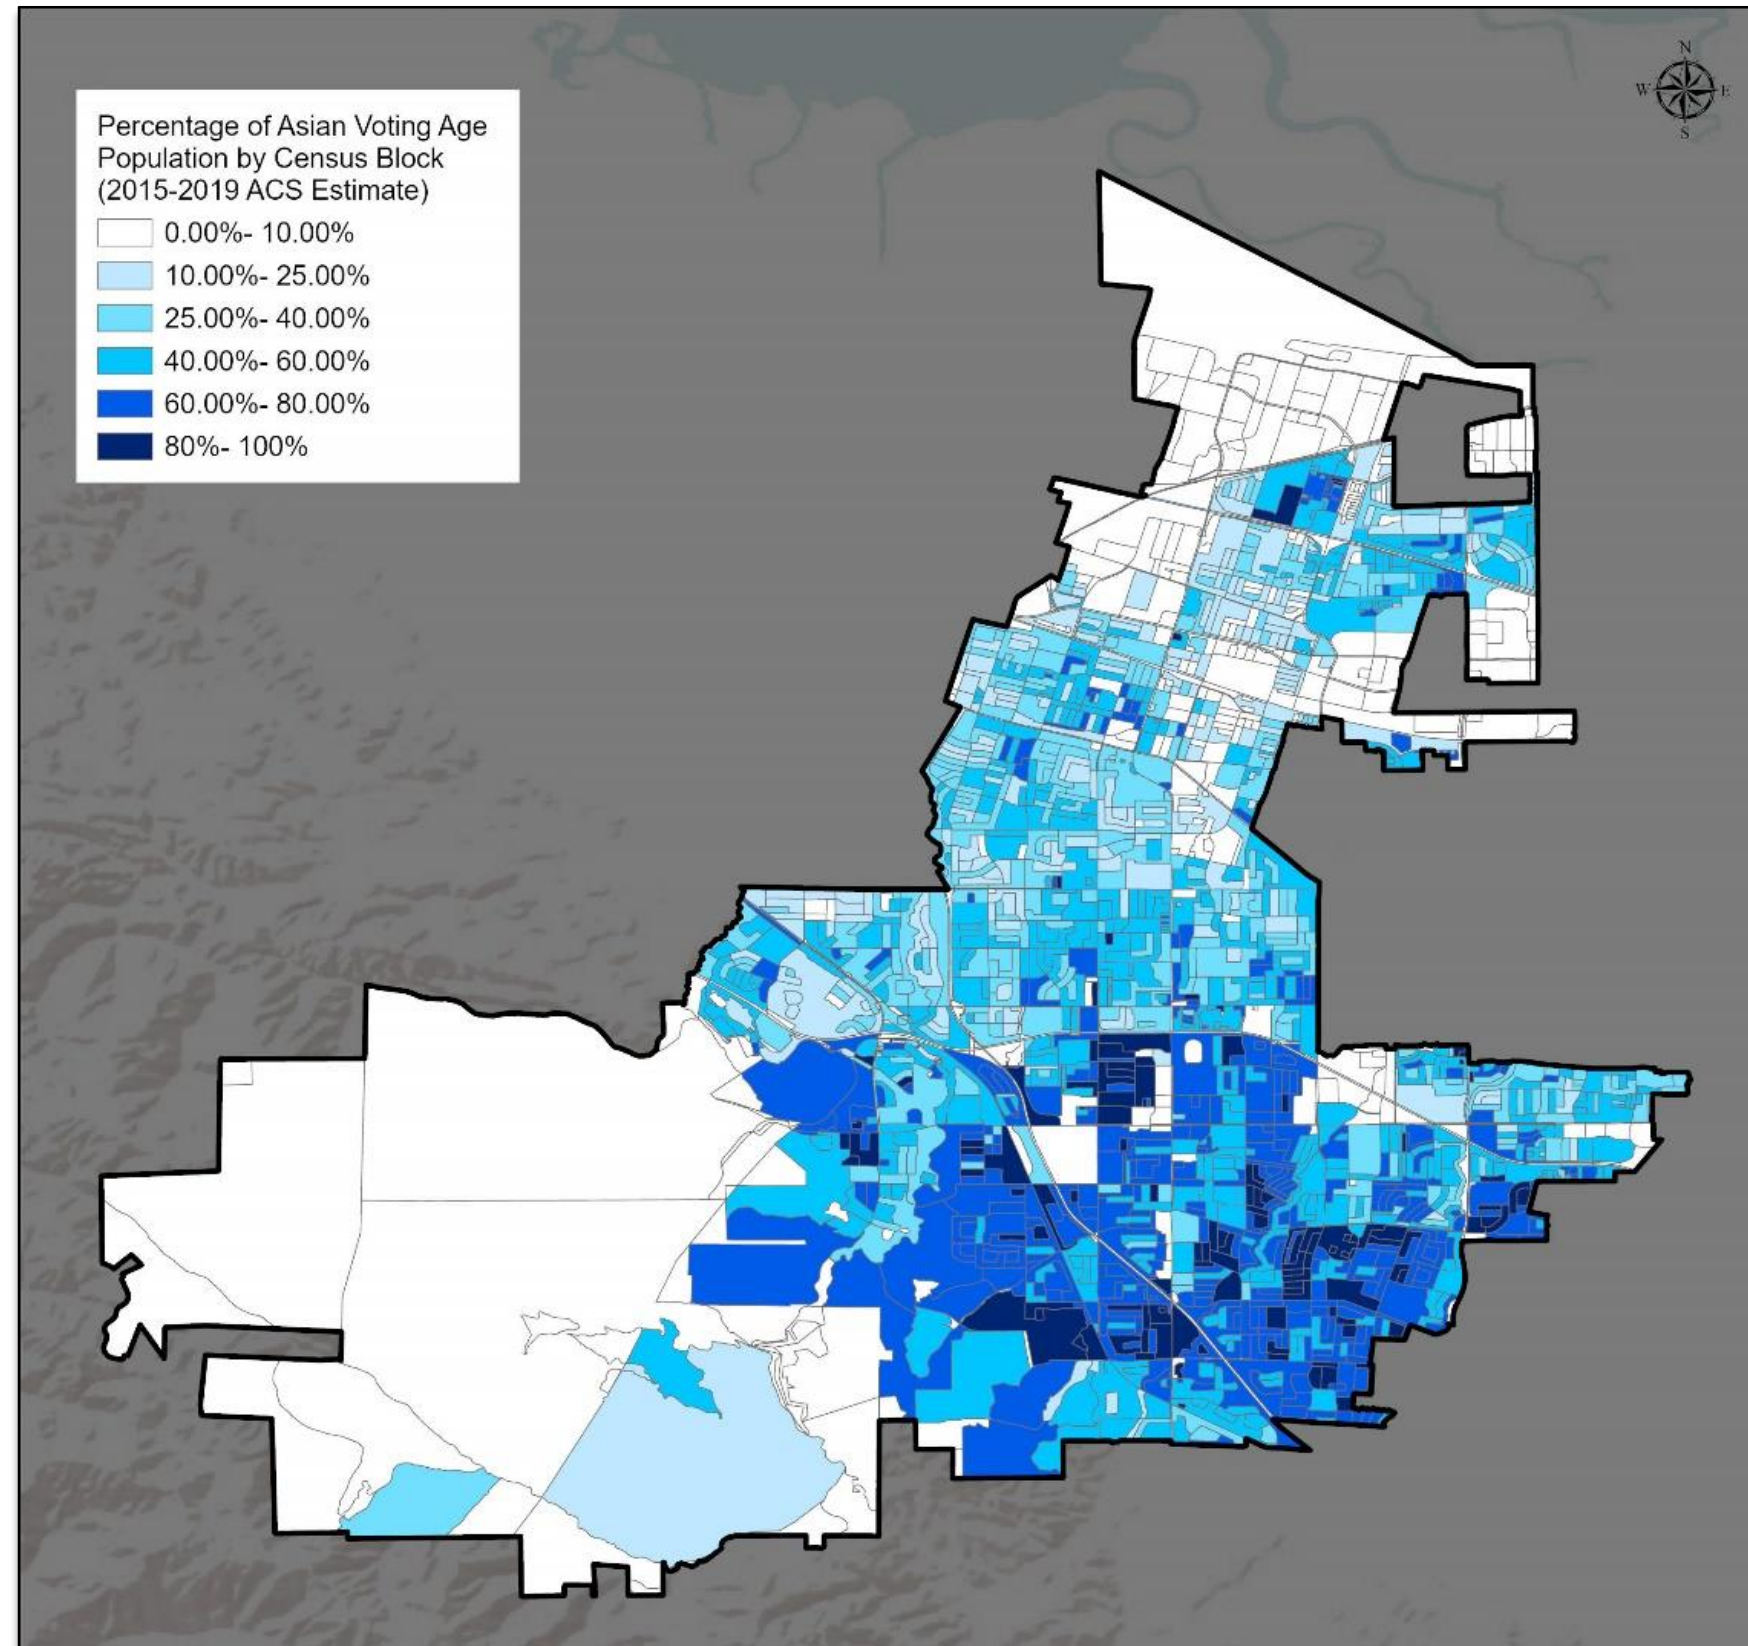 Percentage of Asian Voting Age
Population by Census Block
(2015-2019 ACS Estimate)
0.00%- 10.00%
10.00%- 25.00%
25.00%- 40.00%
40.00%- 60.00%
60.00%- 80.00%
80%- 100%
N
W E
S